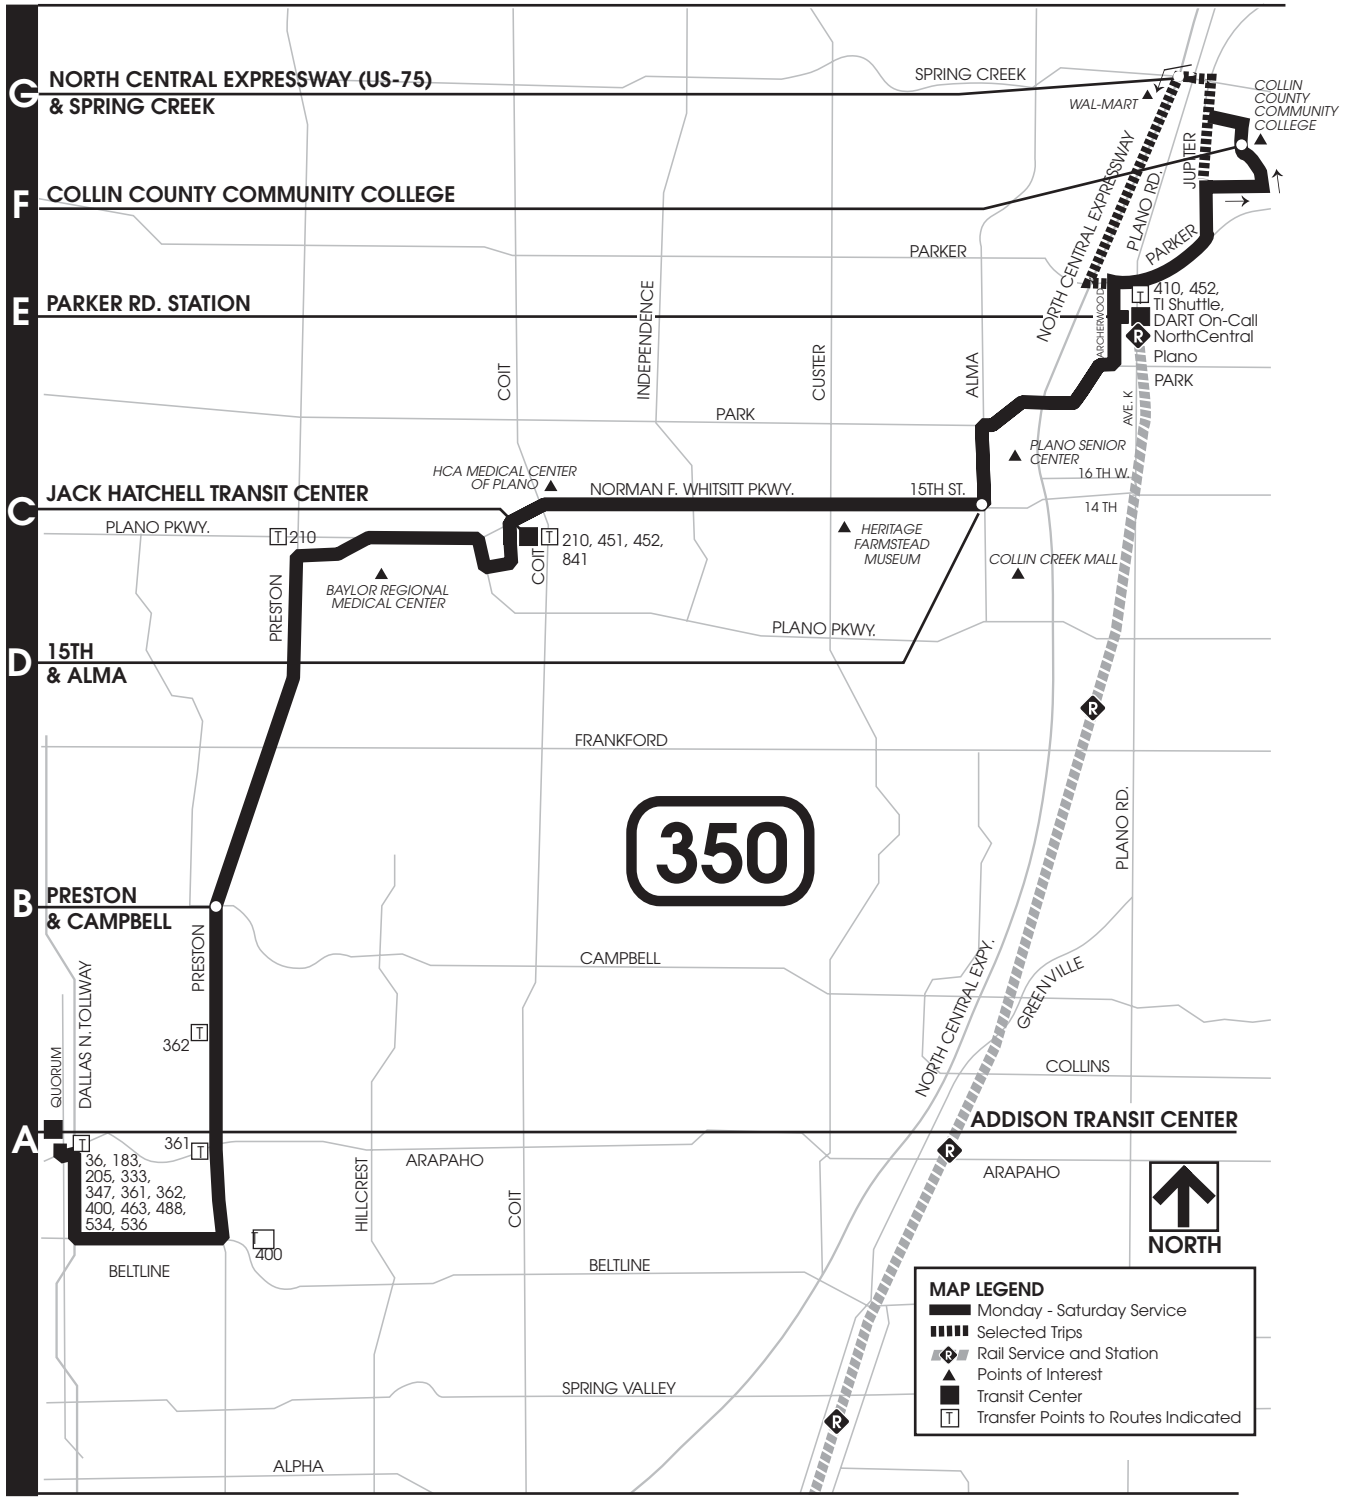 SPRING CREEK
G
NORTH CENTRAL EXPRESSWAY (US-75)
& SPRING CREEK
WAL-MART
COLLIN
COUNTY
COMMUNITY
COLLEGE
JUPITER
NORTH CENTRAL EXPRESSWAY
PLANO RD.
F
COLLIN COUNTY COMMUNITY COLLEGE
PARKER
PARKER
E
PARKER RD. STATION
T
410, 452,
TI Shuttle,
DART On-Call
NorthCentral
Plano
R
ARCHERWOOD
INDEPENDENCE
COIT
CUSTER
ALMA
PARK
AVE. K
PARK
PLANO SENIOR
CENTER
16 TH W.
HCA MEDICAL CENTER
OF PLANO
C
JACK HATCHELL TRANSIT CENTER
NORMAN F. WHITSITT PKWY.
15TH ST.
14 TH
PLANO PKWY.
T 210
T 210, 451, 452,
841
COIT
HERITAGE
FARMSTEAD
MUSEUM
COLLIN CREEK MALL
BAYLOR REGIONAL
MEDICAL CENTER
PRESTON
PLANO PKWY.
D
15TH
& ALMA
R
FRANKFORD
350
PLANO RD.
B
PRESTON
& CAMPBELL
PRESTON
CAMPBELL
DALLAS N. TOLLWAY
NORTH CENTRAL EXPY.
GREENVILLE
T
362
QUORUM
COLLINS
A
ADDISON TRANSIT CENTER
T
361
T
36, 183,
205, 333,
347, 361, 362,
400, 463, 488,
534, 536
ARAPAHO
R
ARAPAHO
HILLCREST
COIT
T
400
NORTH
BELTLINE
BELTLINE
MAP LEGEND
Monday - Saturday Service
Selected Trips
R Rail Service and Station
Points of Interest
Transit Center
T Transfer Points to Routes Indicated
SPRING VALLEY
R
ALPHA